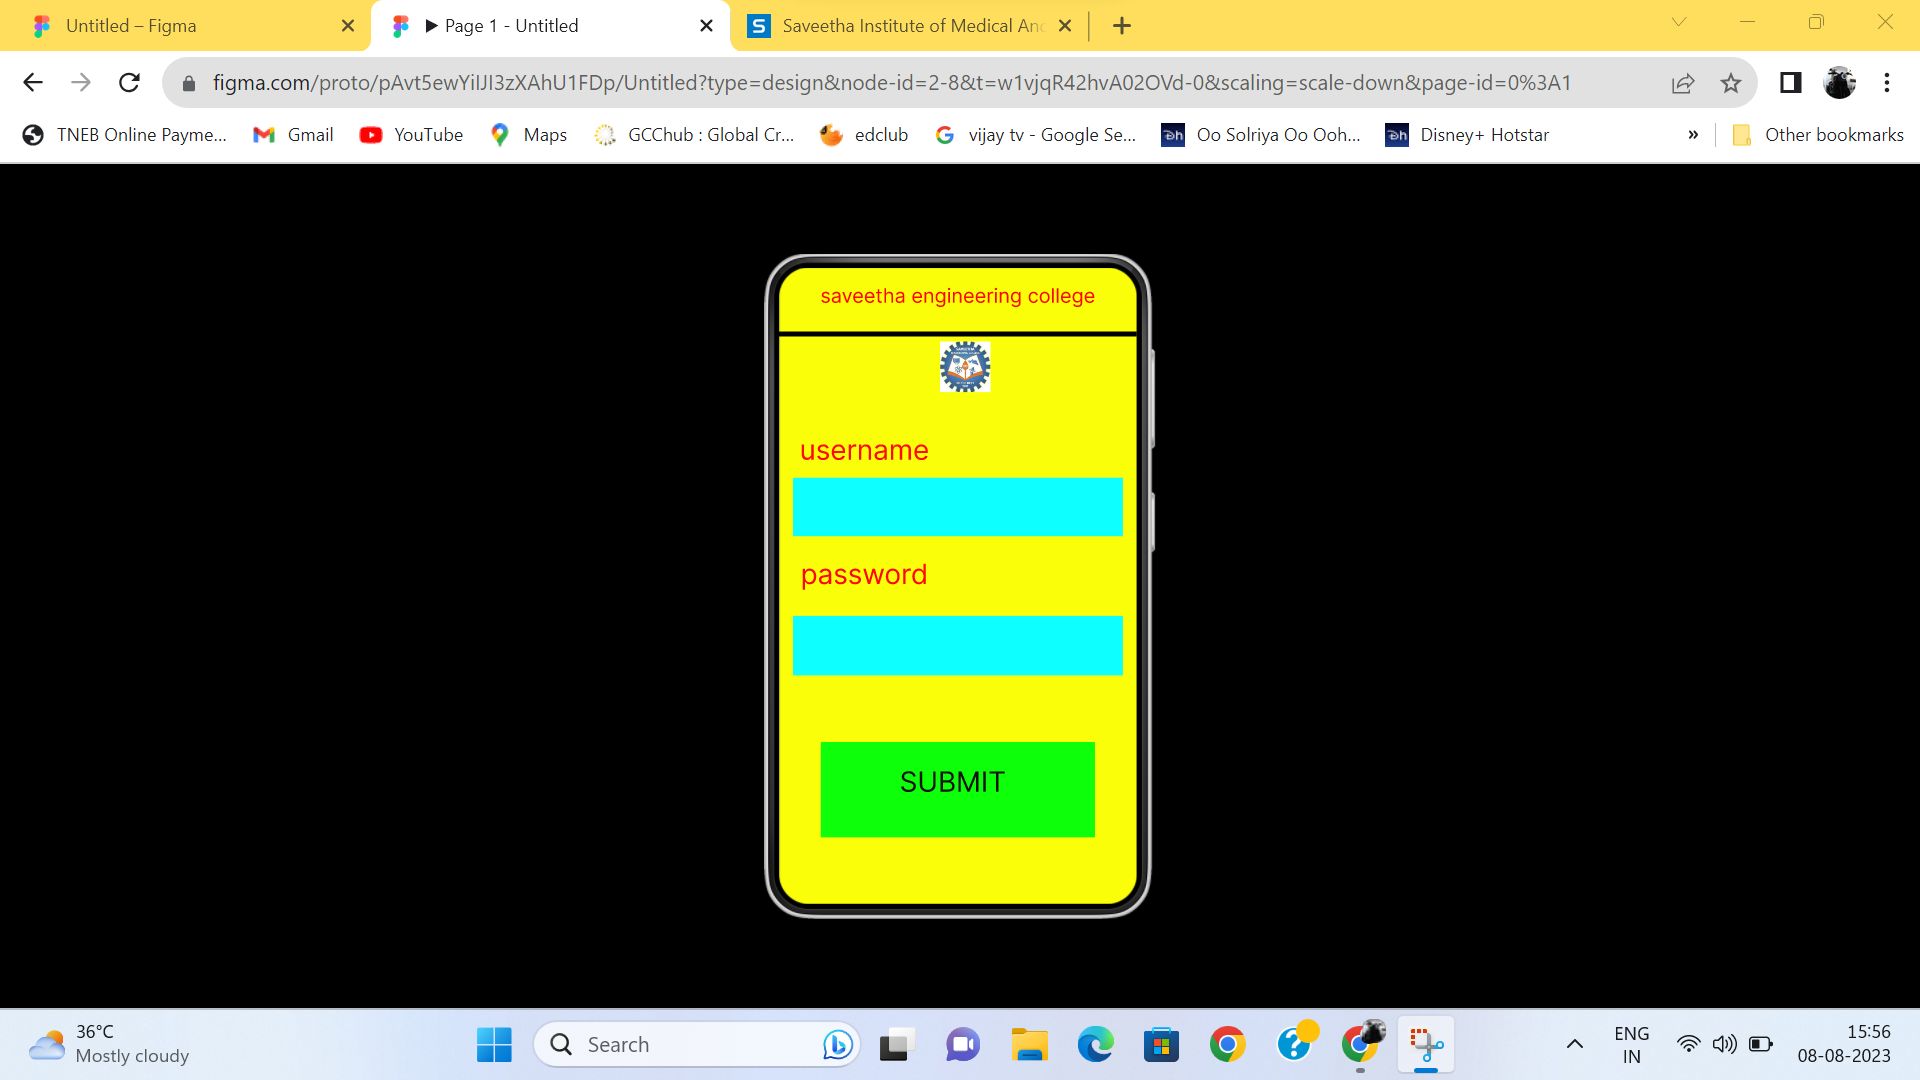 Untitled – Figma
▶ Page 1 - Untitled
Saveetha Institute of Medical And
figma.com/proto/pAvt5ewYiIJI3zXAhU1FDp/Untitled?type=design&node-id=2-8&t=w1vjqR42hvA02OVd-0&scaling=scale-down&page-id=0%3A1
TNEB Online Payme...
Gmail
YouTube
Maps
GCChub : Global Cr...
edclub
vijay tv - Google Se...
Oo Solriya Oo Ooh...
Disney+ Hotstar
»
Other bookmarks
saveetha engineering college
username
password
SUBMIT
36°C
Mostly cloudy
Search
ENG
IN
15:56
08-08-2023